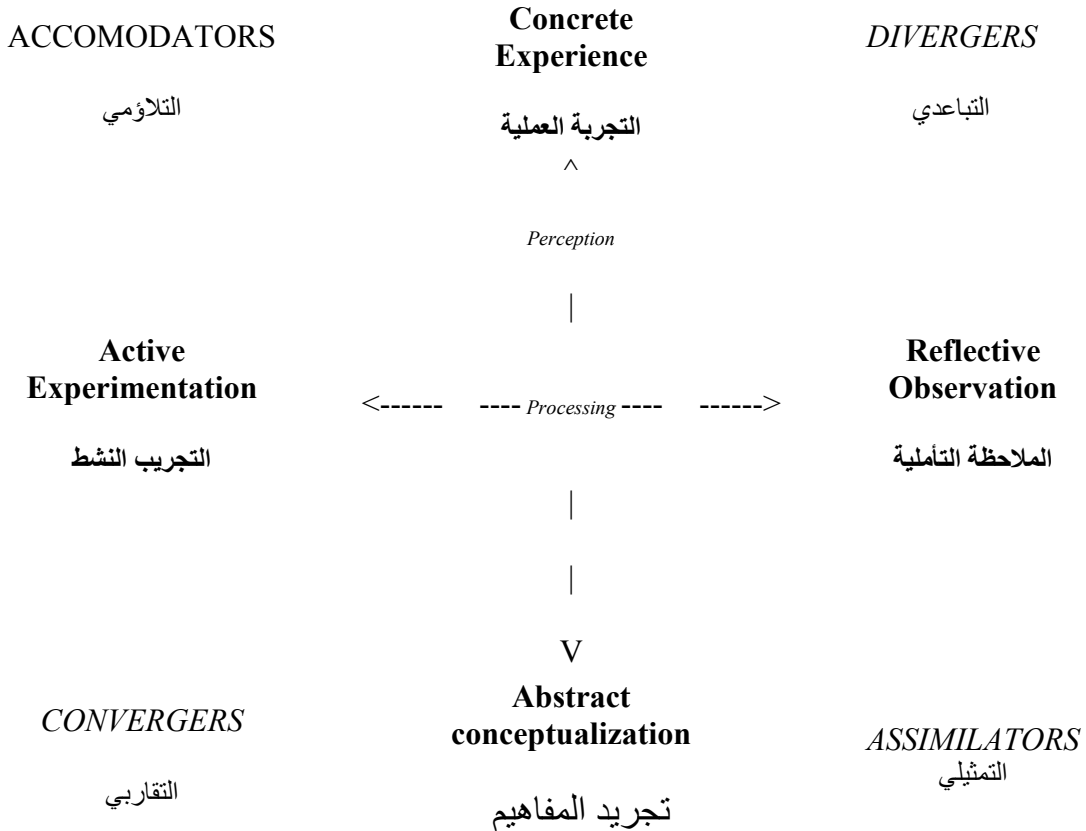 ACCOMODATORS
التلاؤمي
Concrete
Experience
التجربة العملية
^
DIVERGERS
التباعدي
Perception
|
Active
Experimentation
التجريب النشط
<------ ---- Processing ---- ------>
Reflective
Observation
الملاحظة التأملية
|
|
V
CONVERGERS
التقاربي
Abstract
conceptualization
تجريد المفاهيم
ASSIMILATORS
التمثيلي